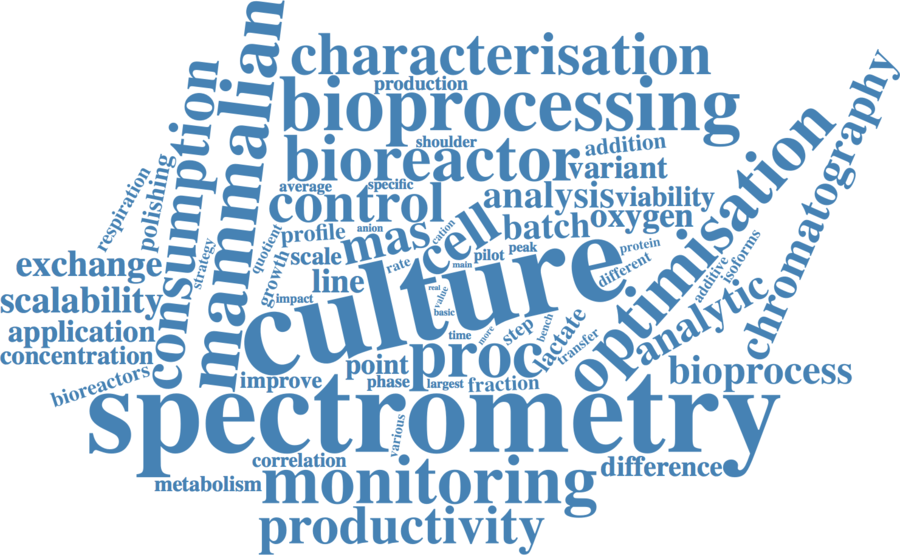 characterisation
production
bioprocessing
mammalian
consumption
chromatography
shoulder
addition
bioreactor
variant
optimisation
respiration
polishing
average
specific
control
analysis
viability
strategy
quotient
profile
anion
mas
cation
cell
batch
oxygen
exchange
growth
scale
rate
main
pilot
peak
protein
line
different
isoforms
scalability
impact
real
value
basic
culture
additive
analytic
application
time
more
step
bench
lactate
transfer
concentration
proc
point
bioreactors
improve
phase
largest
fraction
bioprocess
spectrometry
various
correlation
difference
metabolism
monitoring
productivity